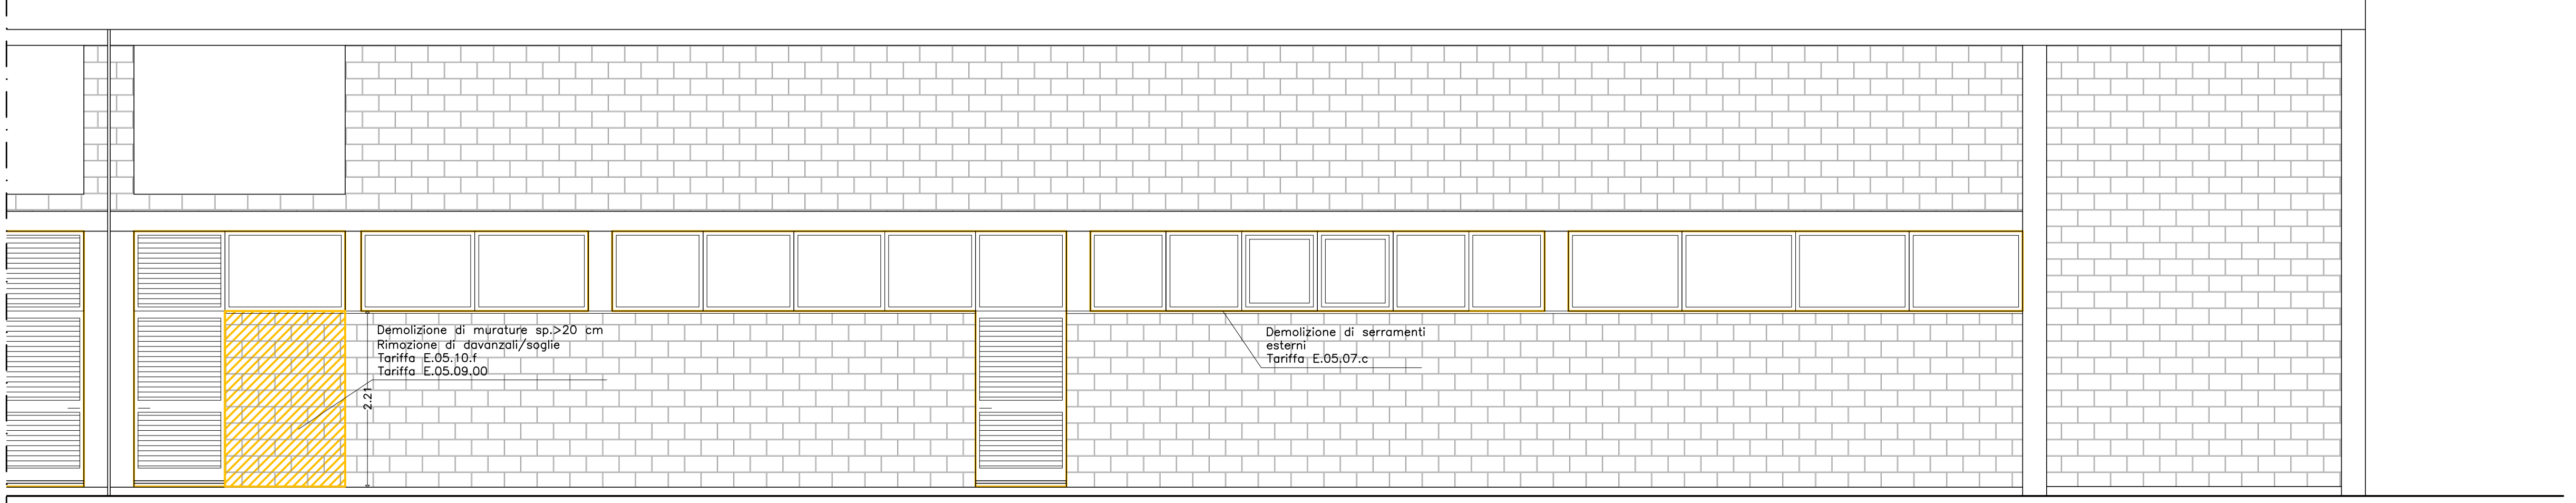 Demolizione di murature sp.>20 cm
Rimozione di davanzali/soglie
Tariffa E.05.10.f
Tariffa E.05.09.00
2.21
Demolizione di serramenti
esterni
Tariffa E.05.07.c